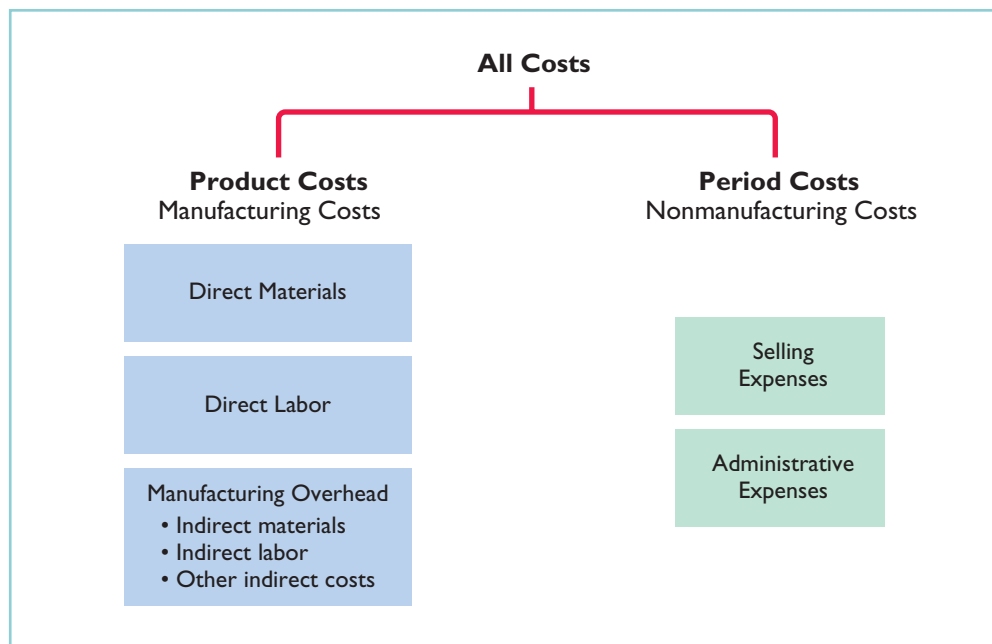 All Costs
Product Costs
Manufacturing Costs
Direct Materials
Direct Labor
Manufacturing Overhead
• Indirect materials
• Indirect labor
• Other indirect costs
Period Costs
Nonmanufacturing Costs
Selling
Expenses
Administrative
Expenses